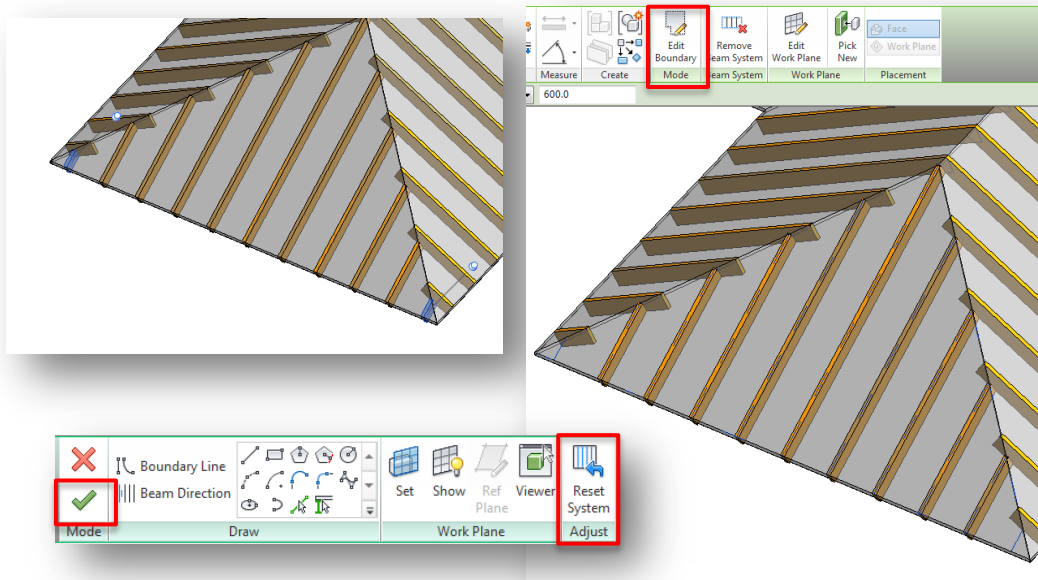 Edit
Boundary
Remove
Beam System
Edit
Work Plane
Pick
New
Face
Work Plane
Measure
Create
Mode
Beam System
Work Plane
Placement
600.0
Boundary Line
Beam Direction
Set
Show
Ref
Plane
Viewer
Reset
System
Mode
Draw
Work Plane
Adjust